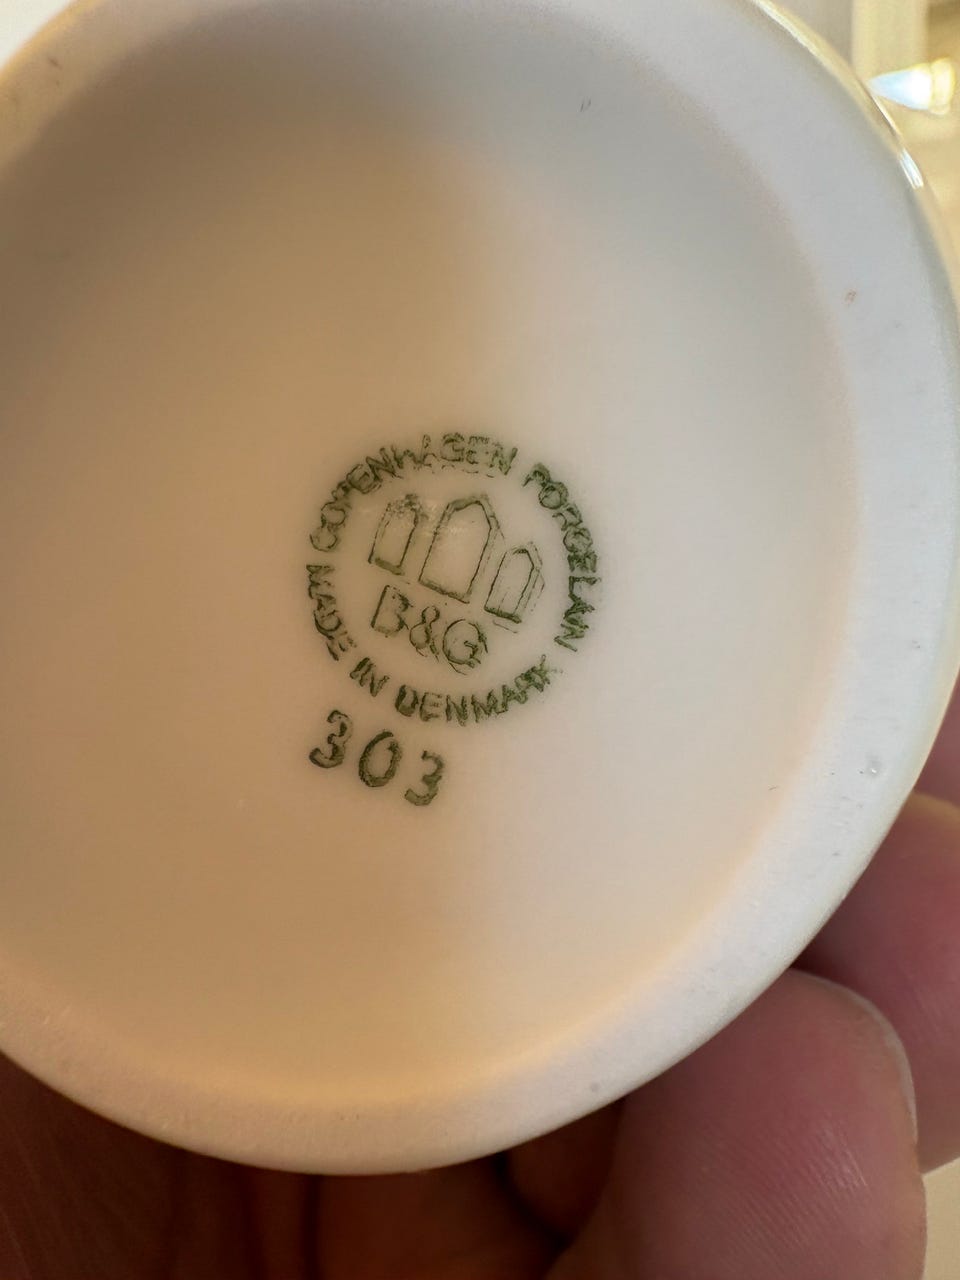 COPENHAGEN PORCELAIN
B&G
MADE IN DENMARK
303